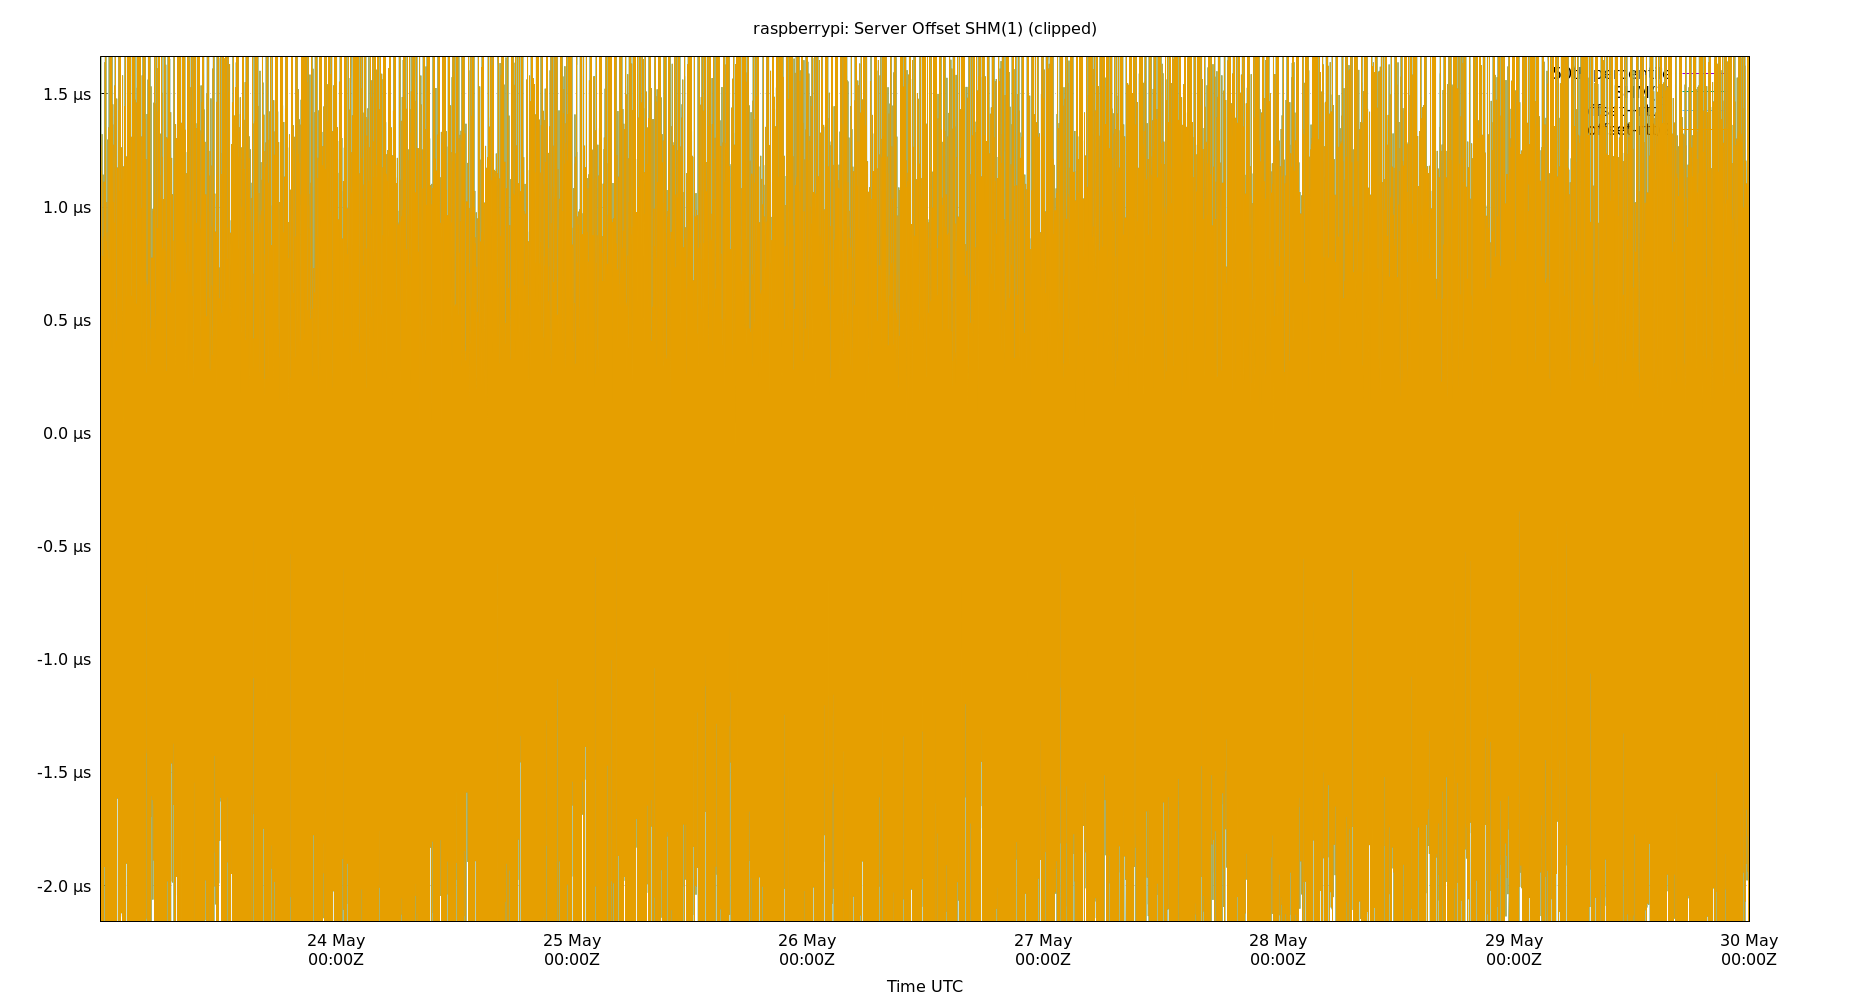 raspberrypi: Server Offset SHM(1) (clipped)
1.5 µs
1.0 µs
0.5 µs
0.0 µs
-0.5 µs
-1.0 µs
-1.5 µs
-2.0 µs
24 May
00:00Z
25 May
00:00Z
26 May
00:00Z
27 May
00:00Z
28 May
00:00Z
29 May
00:00Z
30 May
00:00Z
Time UTC